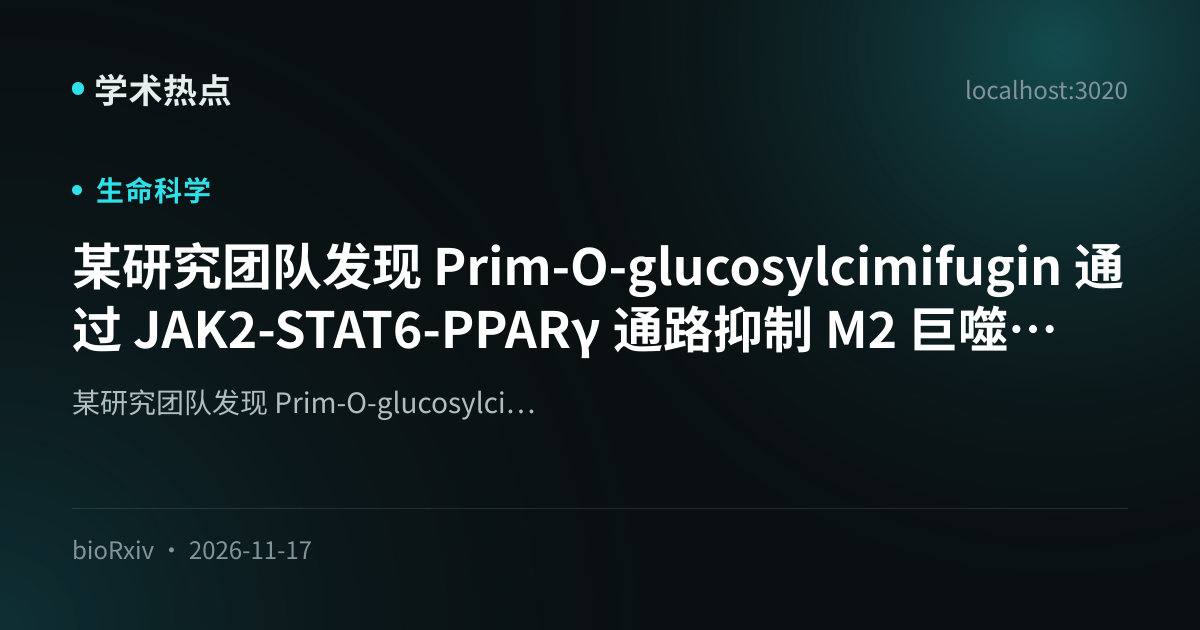 学术热点
localhost:3020
生命科学
某研究团队发现 Prim-O-glucosylcimifugin 通
过 JAK2-STAT6-PPARγ 通路抑制 M2 巨噬…
某研究团队发现 Prim-O-glucosylci…
bioRxiv · 2026-11-17